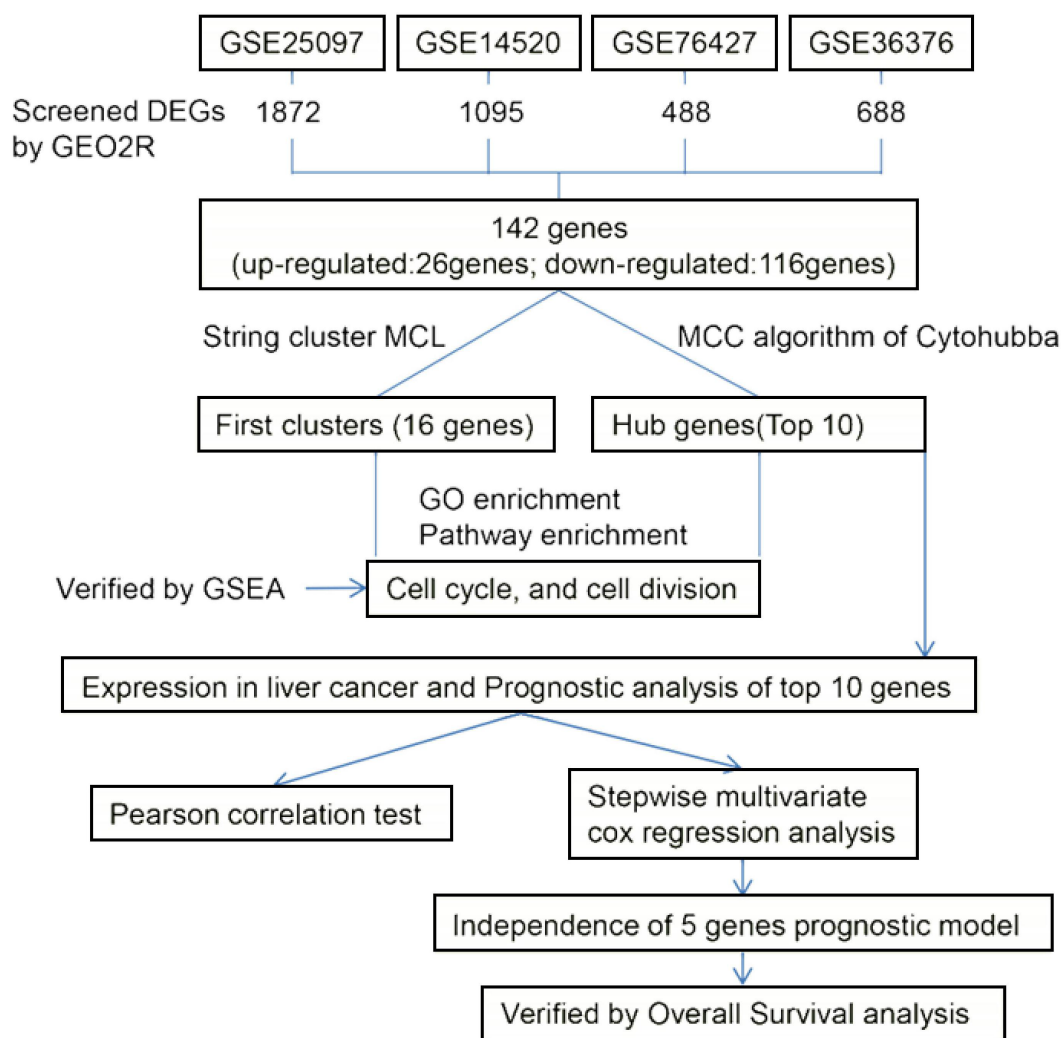 GSE25097 GSE14520 GSE76427 GSE36376
Screened DEGs 1872 1095 488 688
by GEO2R
142 genes
(up-regulated:26genes; down-regulated:116genes)
String cluster MCL MCC algorithm of Cytohubba
First clusters (16 genes) Hub genes(Top 10)
GO enrichment
Pathway enrichment
Verified by GSEA Cell cycle, and cell division
Expression in liver cancer and Prognostic analysis of top 10 genes
Pearson correlation test
Stepwise multivariate
cox regression analysis
Independence of 5 genes prognostic model
Verified by Overall Survival analysis